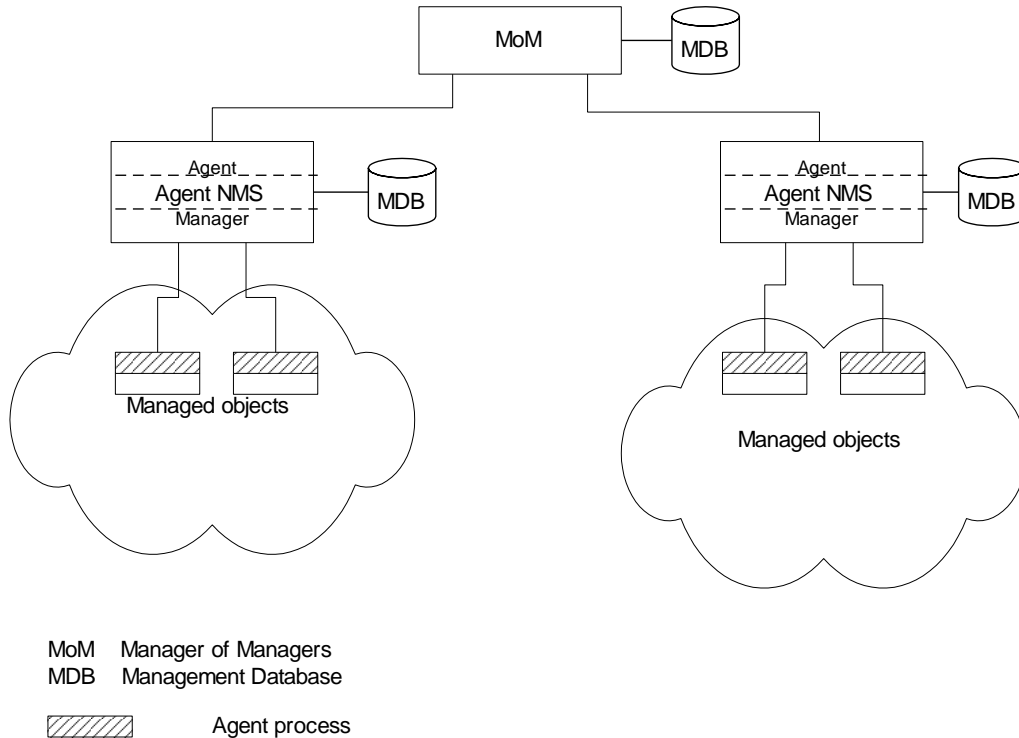 MoM
MDB
Agent
Agent NMS
Manager
MDB
Agent
Agent NMS
Manager
MDB
Managed objects
Managed objects
MoM Manager of Managers
MDB Management Database
Agent process